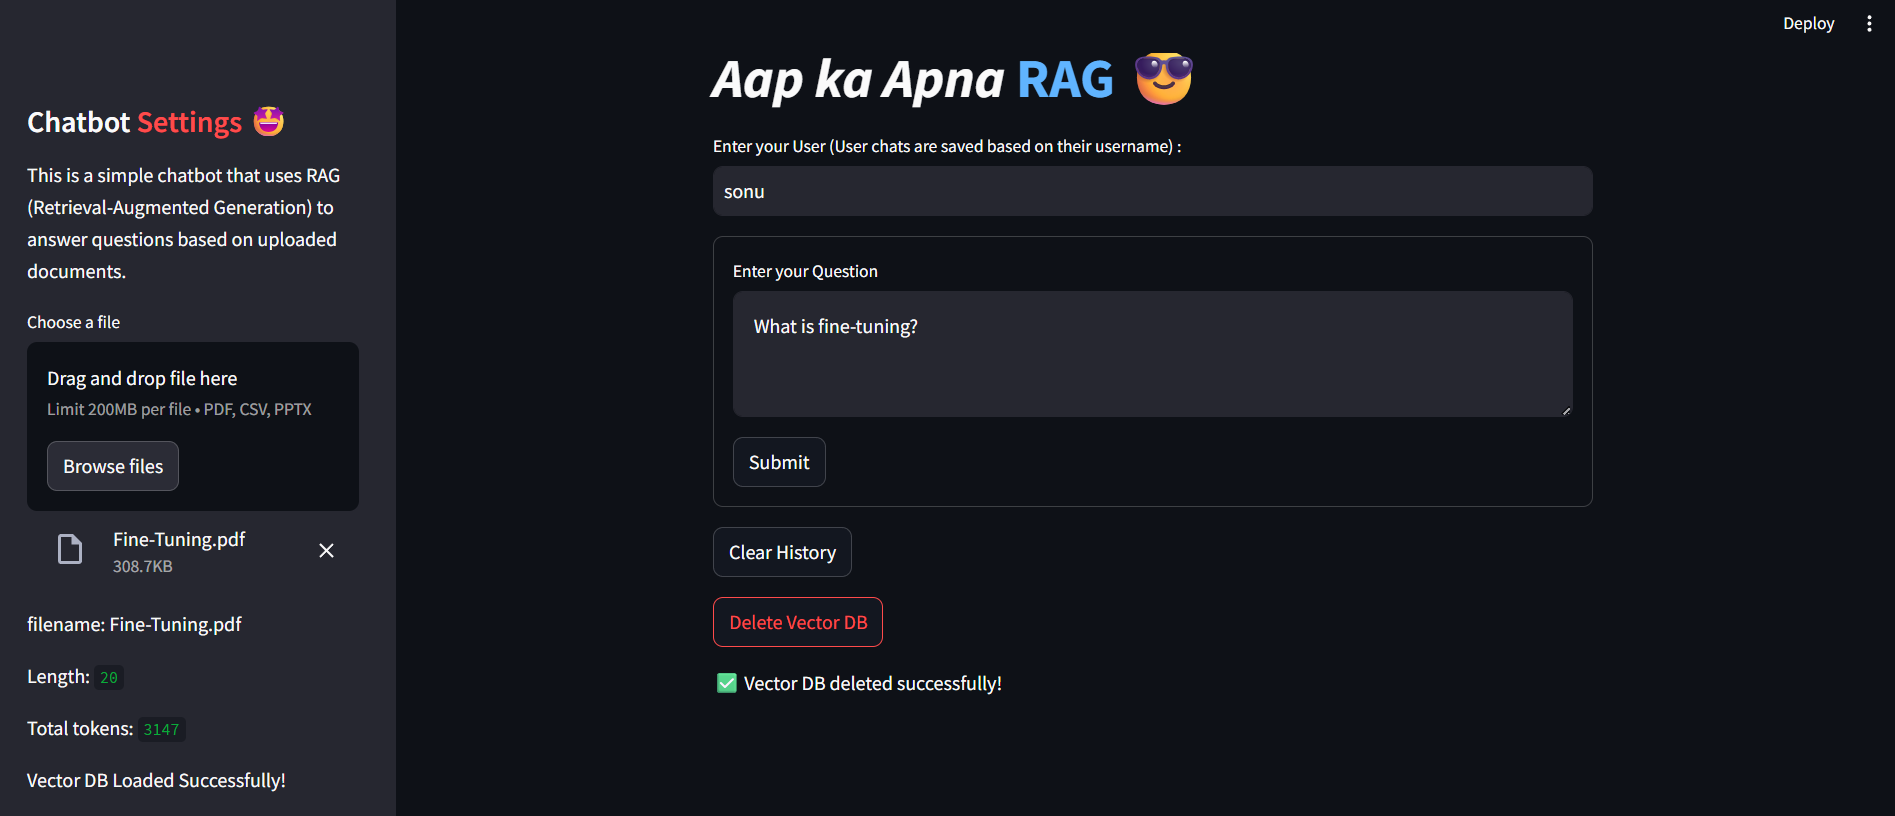 Deploy
Chatbot Settings 🤩
This is a simple chatbot that uses RAG
(Retrieval-Augmented Generation) to
answer questions based on uploaded
documents.
Choose a file
Drag and drop file here
Limit 200MB per file • PDF, CSV, PPTX
Browse files
Fine-Tuning.pdf
308.7KB
filename: Fine-Tuning.pdf
Length: 20
Total tokens: 3147
Vector DB Loaded Successfully!
Aap ka Apna RAG 😎
Enter your User (User chats are saved based on their username) :
sonu
Enter your Question
What is fine-tuning?
Submit
Clear History
Delete Vector DB
✅ Vector DB deleted successfully!